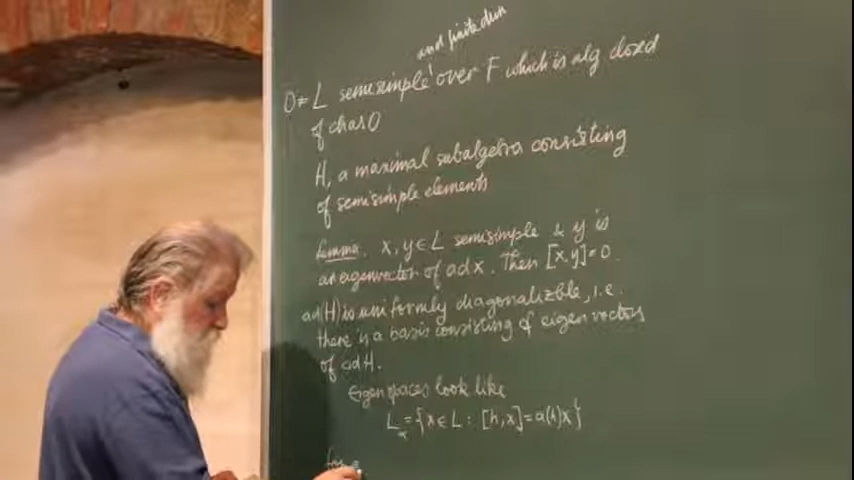 and finite dim
0 ≠ L semisimple over F which is alg closed
of char 0
H, a maximal subalgebra consisting
of semisimple elements
Lemma. x, y ∈ L semisimple & y is
an eigenvector of ad x. Then [x,y]=0.
ad(H) is uniformly diagonalizable, i.e.
there is a basis consisting of eigenvectors
of ad H.
Eigenspaces look like
L_α = {x ∈ L : [h,x] = α(h)x}
for